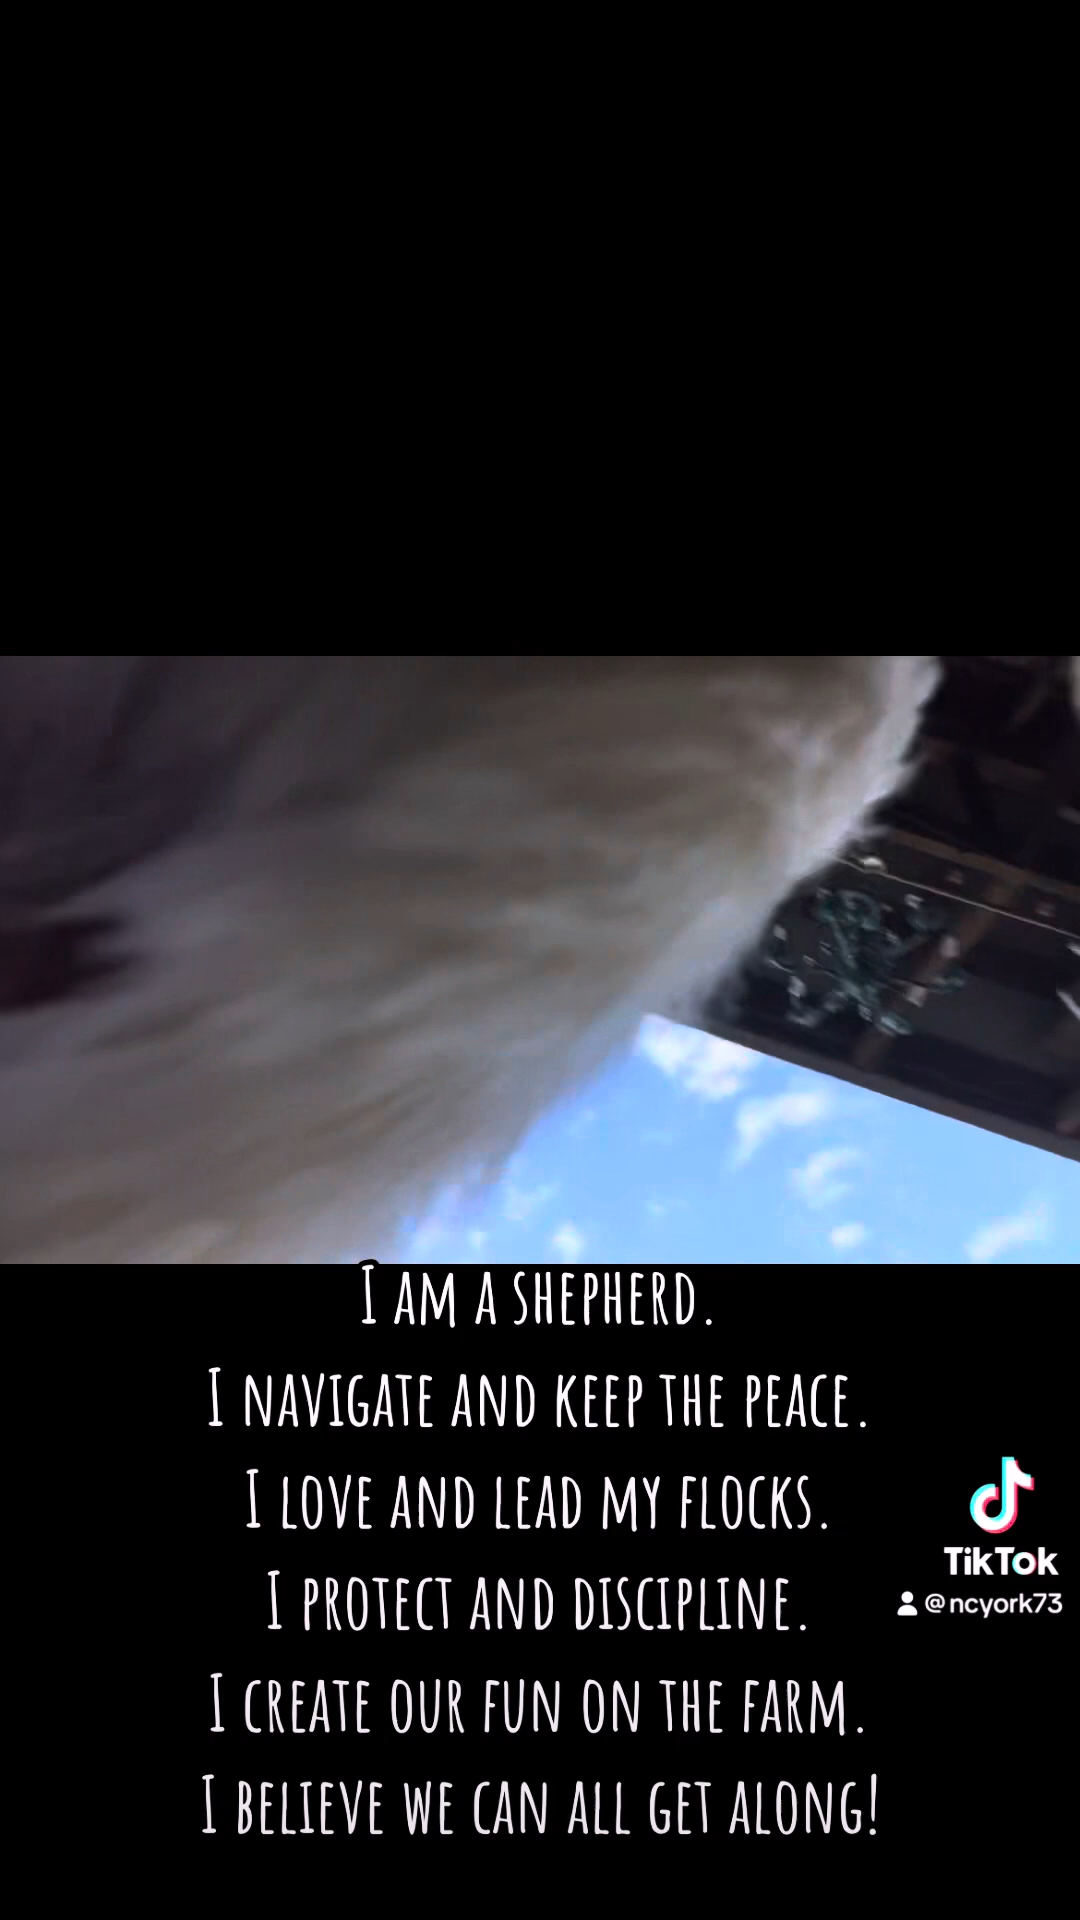 I AM A SHEPHERD.
I NAVIGATE AND KEEP THE PEACE.
I LOVE AND LEAD MY FLOCKS.
I PROTECT AND DISCIPLINE.
I CREATE OUR FUN ON THE FARM.
I BELIEVE WE CAN ALL GET ALONG!
TikTok
@ncyork73